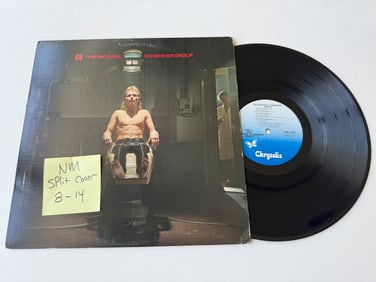 THE MICHAEL SCHENKER GROUP
NM
Split Cover
8-14
Chrysalis